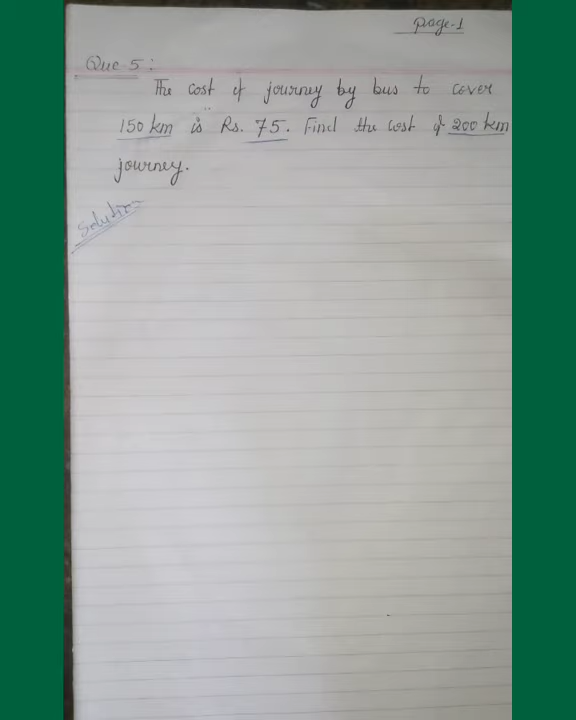 Page-1
Que-5:
The cost of journey by bus to cover
150 km is Rs. 75. Find the cost of 200 km
journey.
Solution